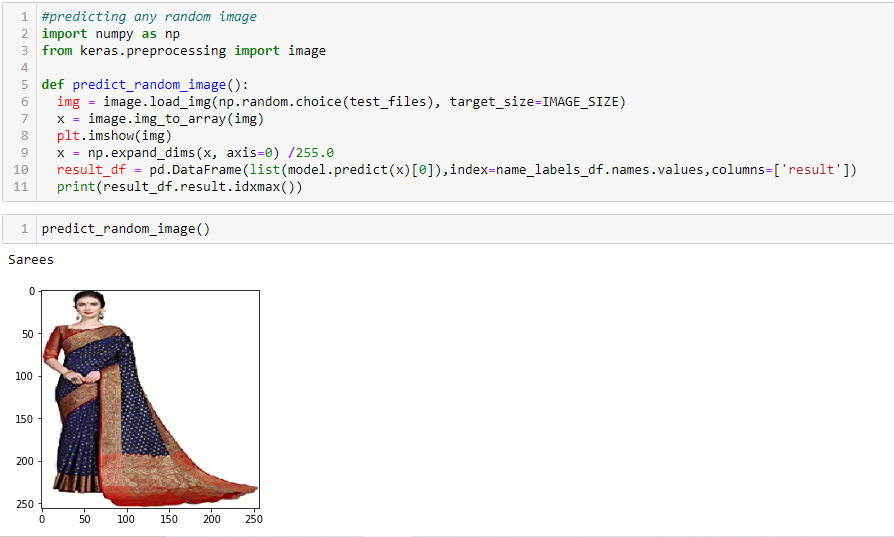 1 #predicting any random image
2 import numpy as np
3 from keras.preprocessing import image
4
5 def predict_random_image():
6   img = image.load_img(np.random.choice(test_files), target_size=IMAGE_SIZE)
7   x = image.img_to_array(img)
8   plt.imshow(img)
9   x = np.expand_dims(x, axis=0) /255.0
10   result_df = pd.DataFrame(list(model.predict(x)[0]),index=name_labels_df.names.values,columns=['result'])
11   print(result_df.result.idxmax())
1 predict_random_image()
Sarees
0
50
100
150
200
250
0 50 100 150 200 250